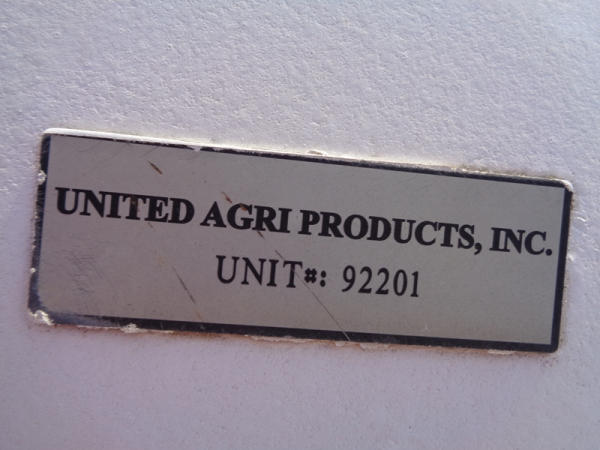 UNITED AGRI PRODUCTS, INC.
UNIT#: 92201